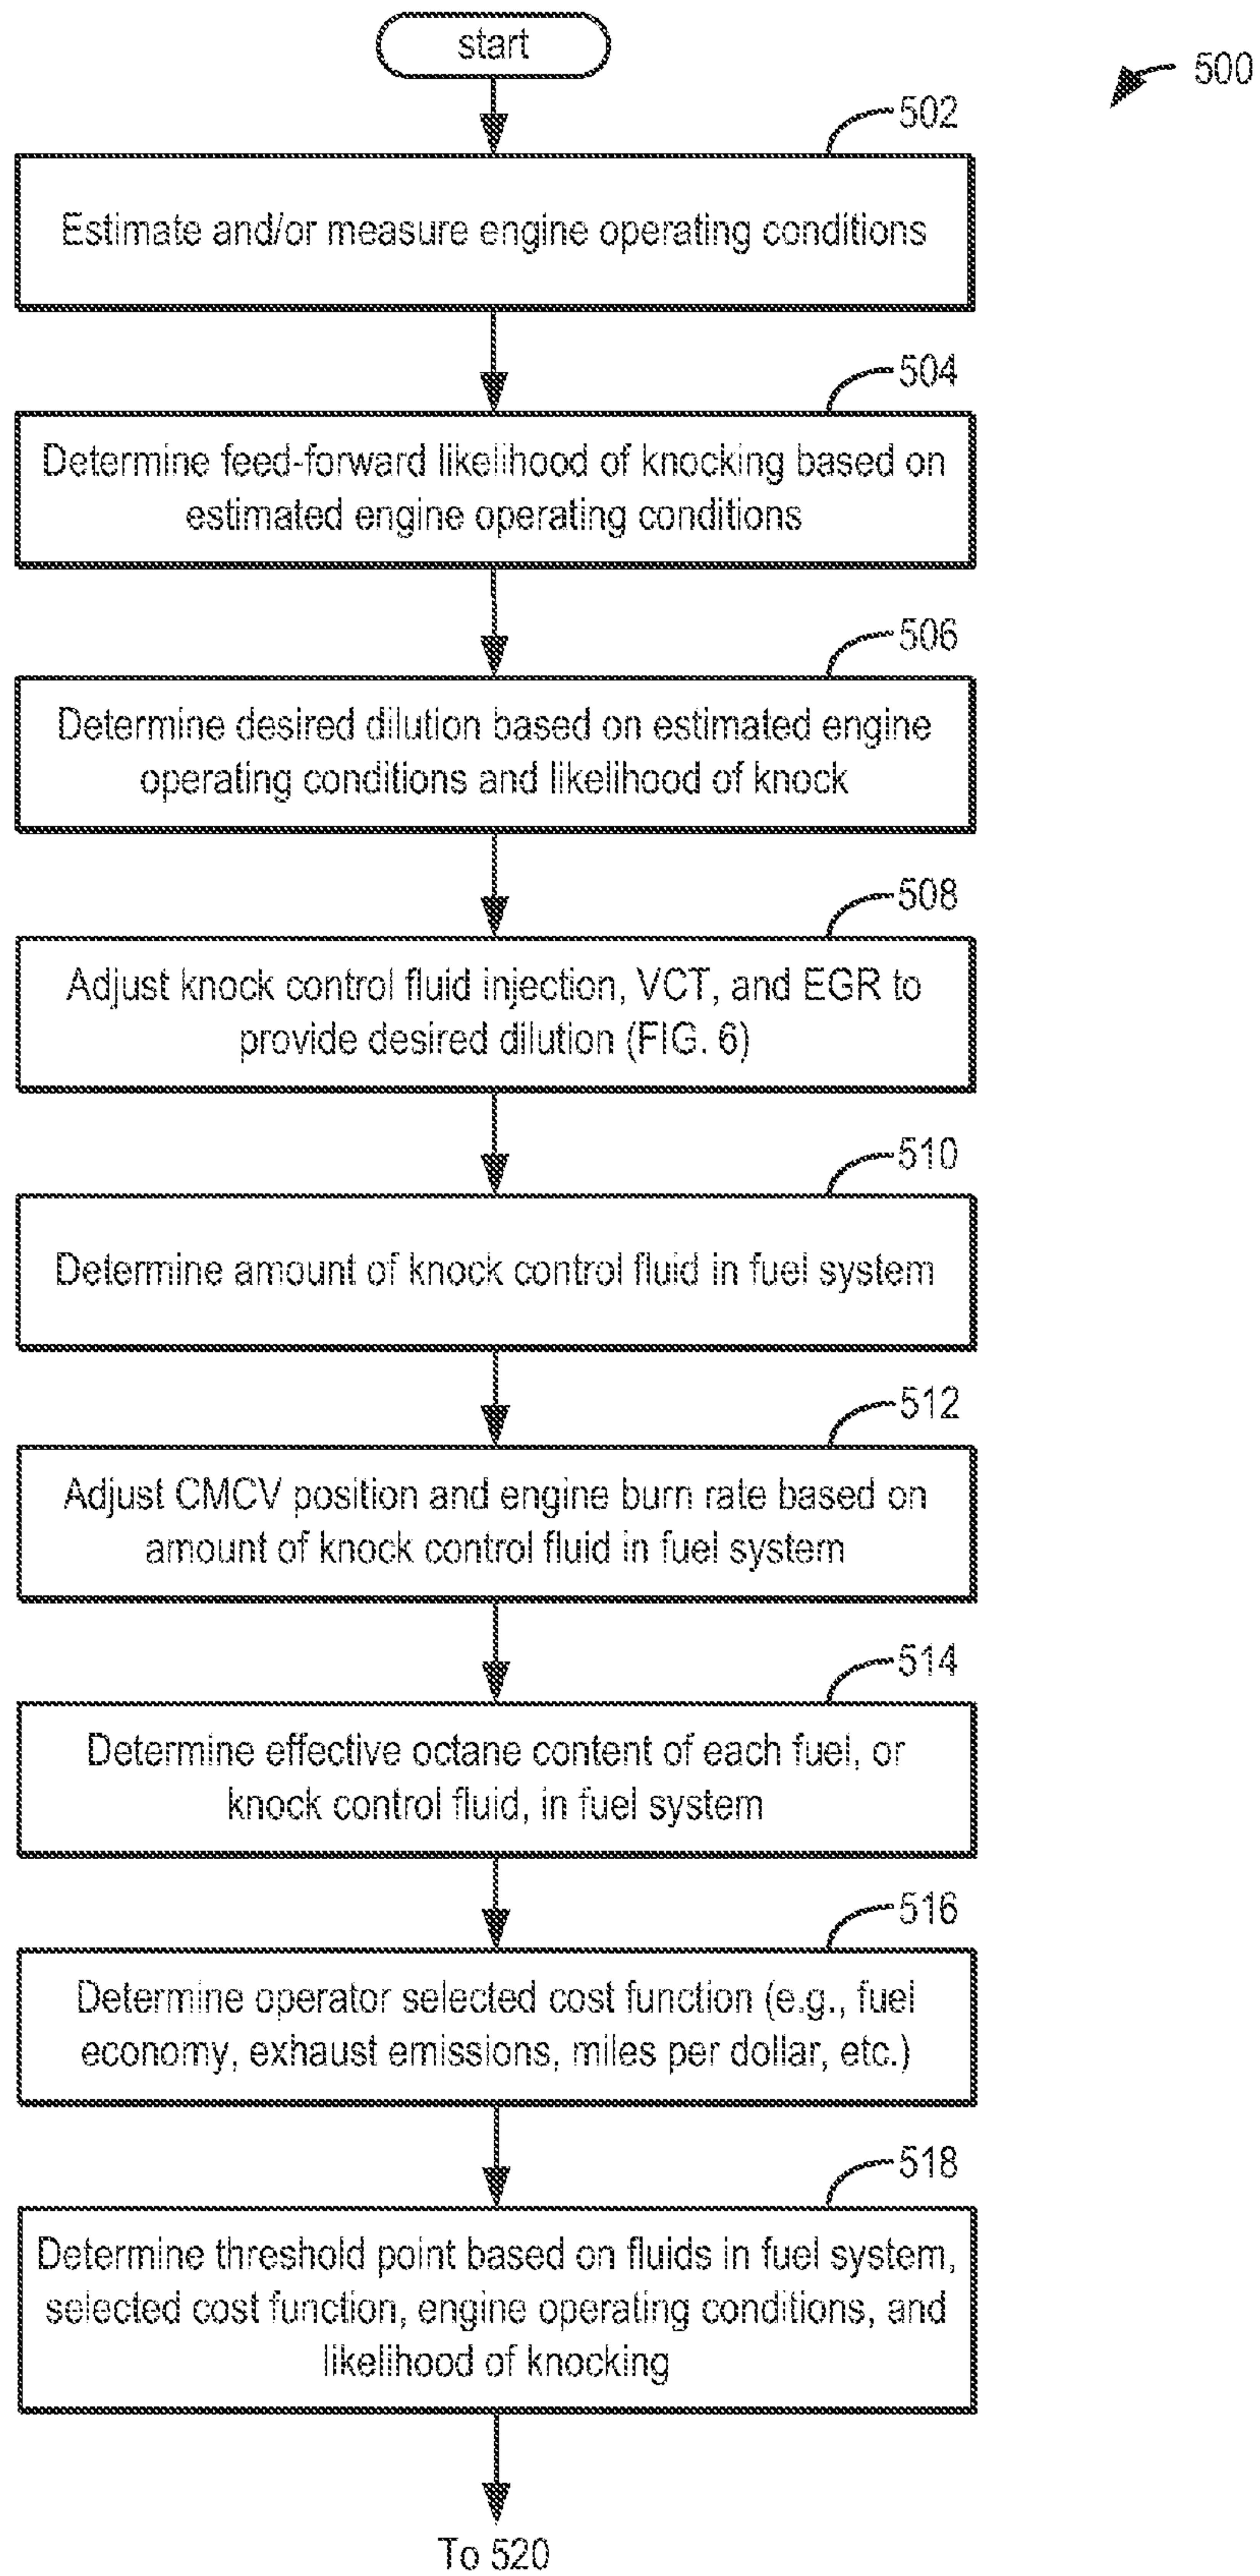 start
500
502
Estimate and/or measure engine operating conditions
504
Determine feed-forward likelihood of knocking based on
estimated engine operating conditions
506
Determine desired dilution based on estimated engine
operating conditions and likelihood of knock
508
Adjust knock control fluid injection, VCT, and EGR to
provide desired dilution (FIG. 6)
510
Determine amount of knock control fluid in fuel system
512
Adjust CMCV position and engine burn rate based on
amount of knock control fluid in fuel system
514
Determine effective octane content of each fuel, or
knock control fluid, in fuel system
516
Determine operator selected cost function (e.g., fuel
economy, exhaust emissions, miles per dollar, etc.)
518
Determine threshold point based on fluids in fuel system,
selected cost function, engine operating conditions, and
likelihood of knocking
To 520